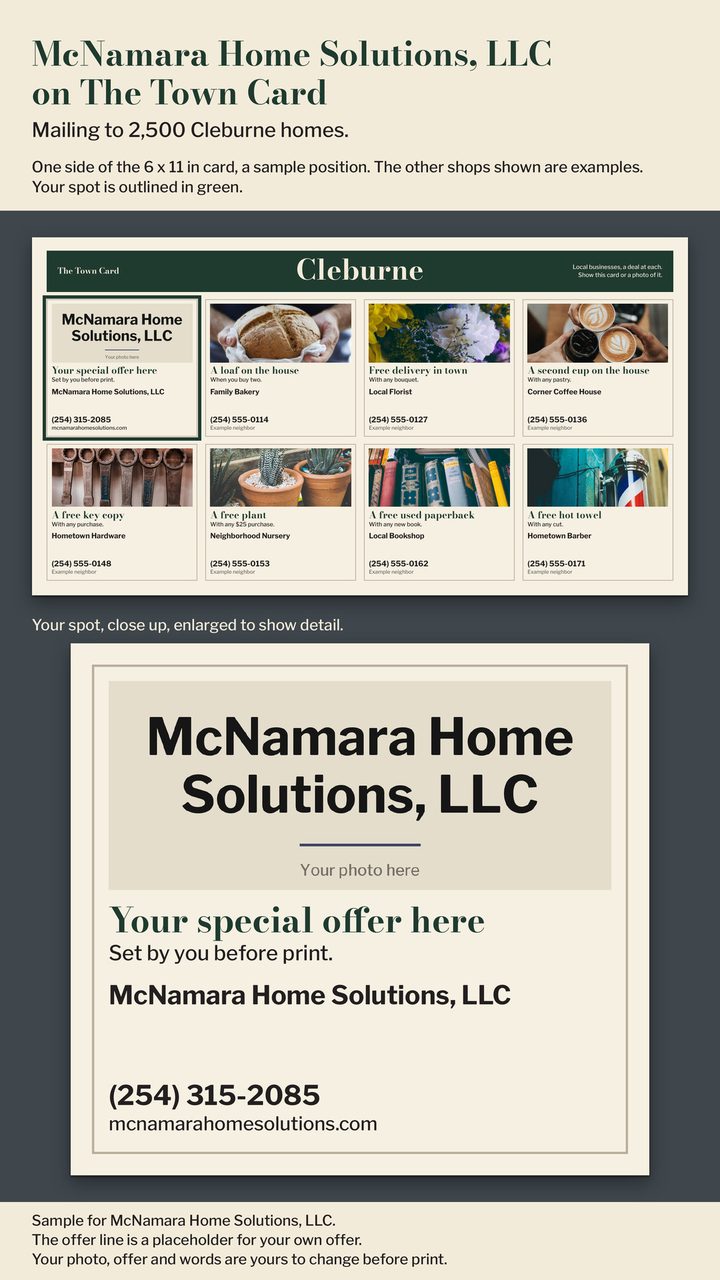 McNamara Home Solutions, LLC
on The Town Card
Mailing to 2,500 Cleburne homes.
One side of the 6 x 11 in card, a sample position. The other shops shown are examples.
Your spot is outlined in green.
The Town Card
Cleburne
Local businesses, a deal at each.
Show this card or a photo of it.
McNamara Home
Solutions, LLC
Your photo here
Your special offer here
Set by you before print.
McNamara Home Solutions, LLC
(254) 315-2085
mcnamarahomesolutions.com
A loaf on the house
When you buy two.
Family Bakery
(254) 555-0114
Example neighbor
Free delivery in town
With any bouquet.
Local Florist
(254) 555-0127
Example neighbor
A second cup on the house
With any pastry.
Corner Coffee House
(254) 555-0136
Example neighbor
A free key copy
With any purchase.
Hometown Hardware
(254) 555-0148
Example neighbor
A free plant
With any $25 purchase.
Neighborhood Nursery
(254) 555-0153
Example neighbor
A free used paperback
With any new book.
Local Bookshop
(254) 555-0162
Example neighbor
A free hot towel
With any cut.
Hometown Barber
(254) 555-0171
Example neighbor
Your spot, close up, enlarged to show detail.
McNamara Home
Solutions, LLC
Your photo here
Your special offer here
Set by you before print.
McNamara Home Solutions, LLC
(254) 315-2085
mcnamarahomesolutions.com
Sample for McNamara Home Solutions, LLC.
The offer line is a placeholder for your own offer.
Your photo, offer and words are yours to change before print.